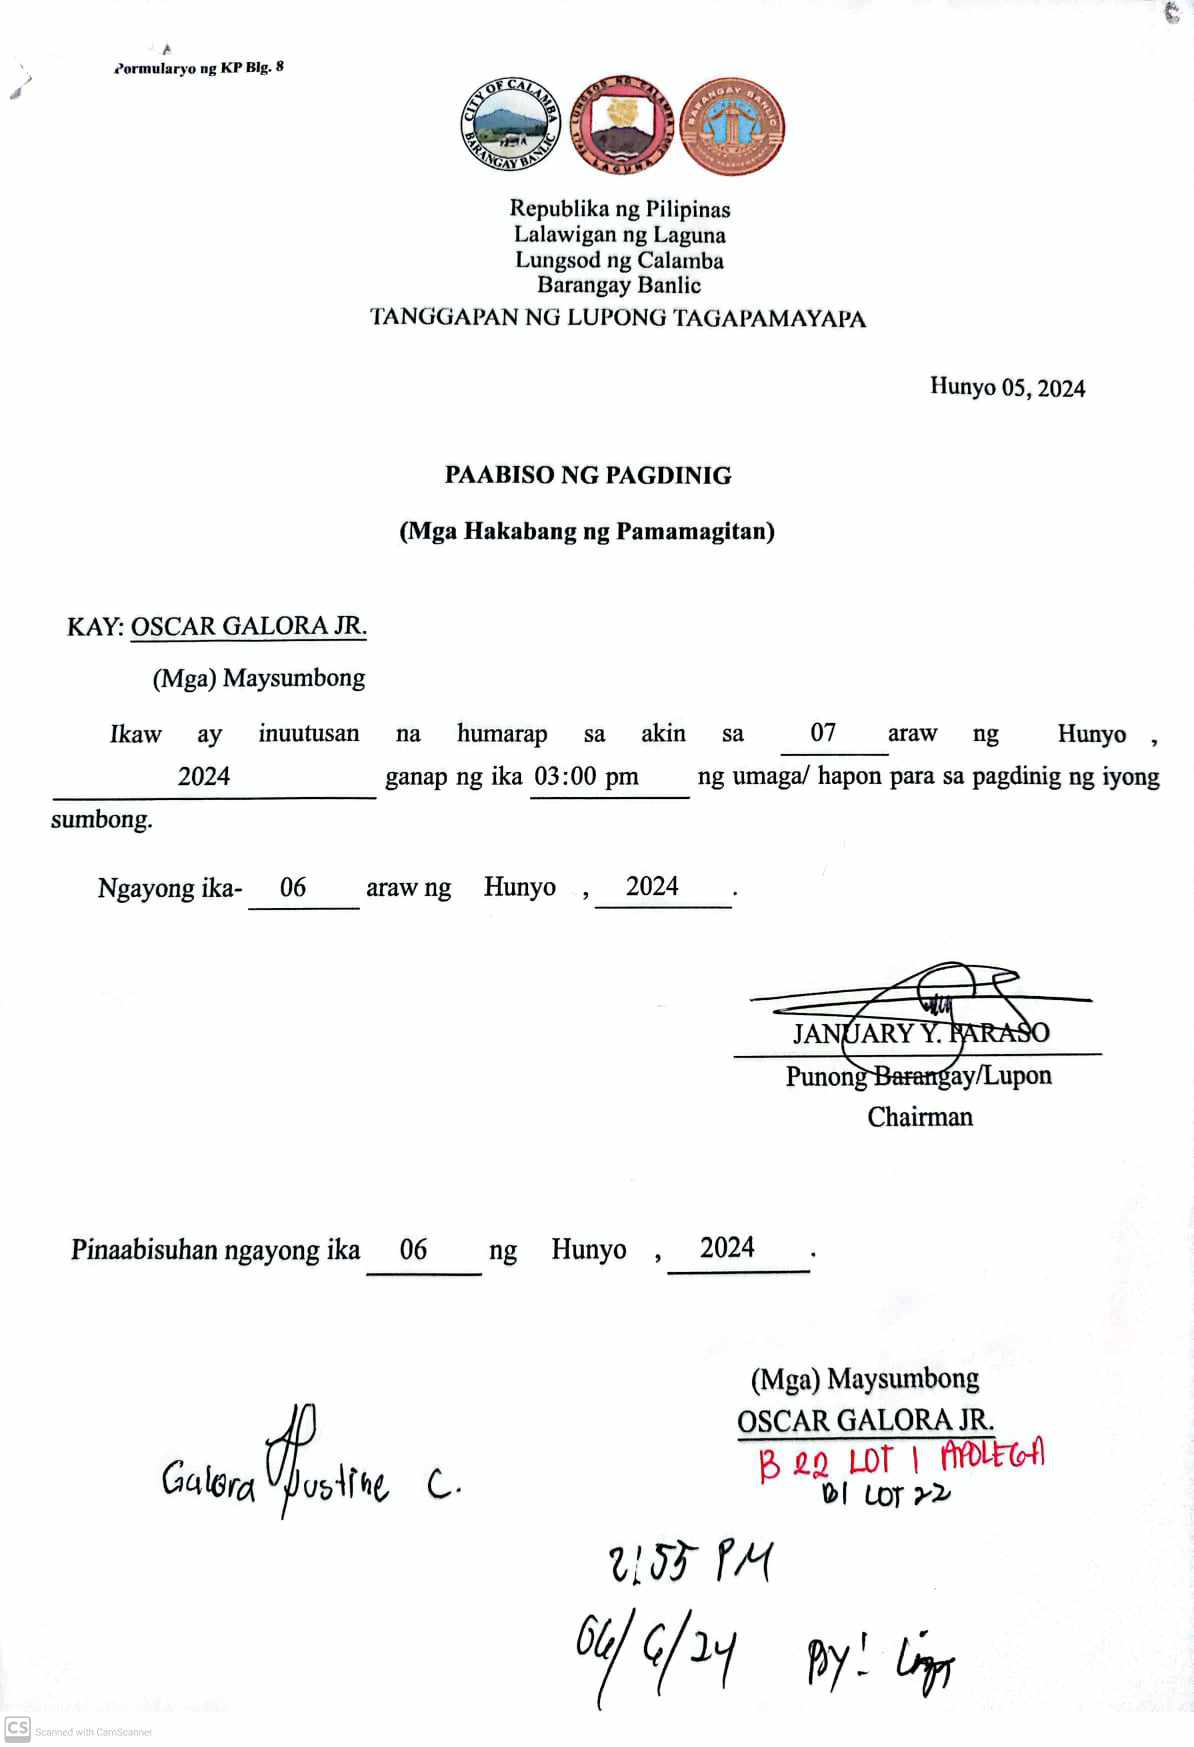 Pormularyo ng KP Blg. 8
CITY OF CALAMBA
BARANGAY BANLIC
LUNGSOD NG CALAMBA
LAGUNA
BARANGAY BANLIC
Republika ng Pilipinas
Lalawigan ng Laguna
Lungsod ng Calamba
Barangay Banlic
TANGGAPAN NG LUPONG TAGAPAMAYAPA
Hunyo 05, 2024
PAABISO NG PAGDINIG
(Mga Hakabang ng Pamamagitan)
KAY: OSCAR GALORA JR.
(Mga) Maysumbong
Ikaw ay inuutusan na humarap sa akin sa 07 araw ng Hunyo ,
2024 ganap ng ika 03:00 pm ng umaga/ hapon para sa pagdinig ng iyong
sumbong.
Ngayong ika- 06 araw ng Hunyo , 2024 .
JANUARY Y. PARASO
Punong Barangay/Lupon
Chairman
Pinaabisuhan ngayong ika 06 ng Hunyo , 2024 .
(Mga) Maysumbong
OSCAR GALORA JR.
B 22 LOT 1 APOLEGA
B1 LOT 22
Galora Justine C.
2:55 PM
06/6/24 BY:
CS Scanned with CamScanner